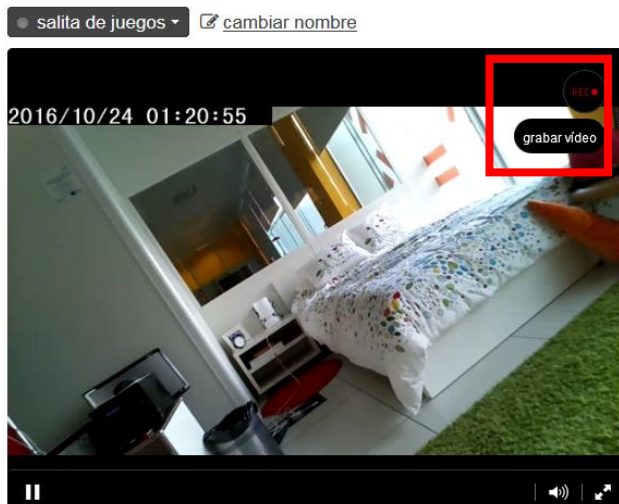 salita de juegos
cambiar nombre
REC
2016/10/24 01:20:55
grabar vídeo